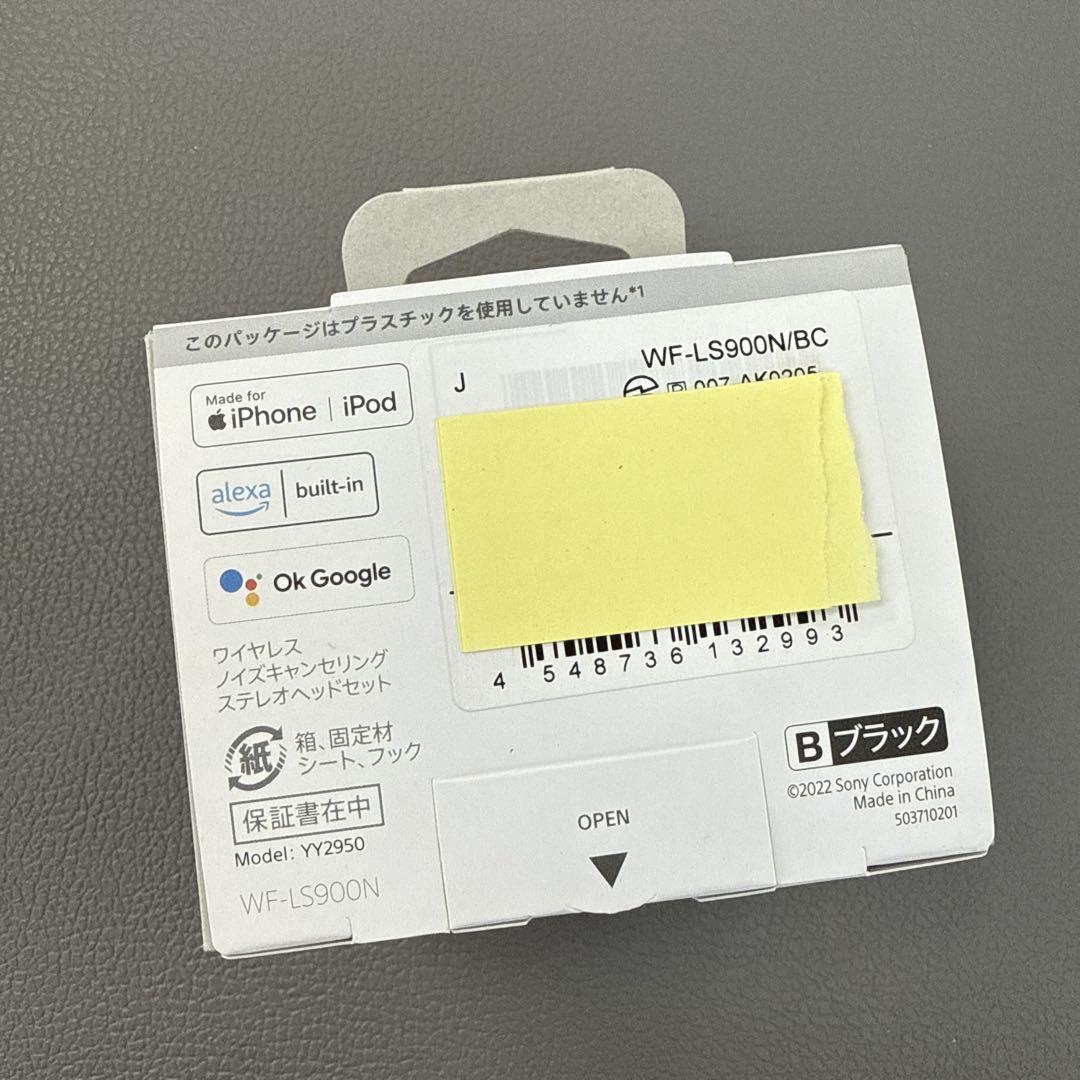 このパッケージはプラスチックを使用していません*1
Made for
iPhone | iPod
alexa | built-in
Ok Google
ワイヤレス
ノイズキャンセリング
ステレオヘッドセット
紙 箱、固定材
シート、フック
保証書在中
Model: YY2950
WF-LS900N
J
WF-LS900N/BC
R 007-AK0205
4 548736 132993
OPEN
B ブラック
©2022 Sony Corporation
Made in China
503710201